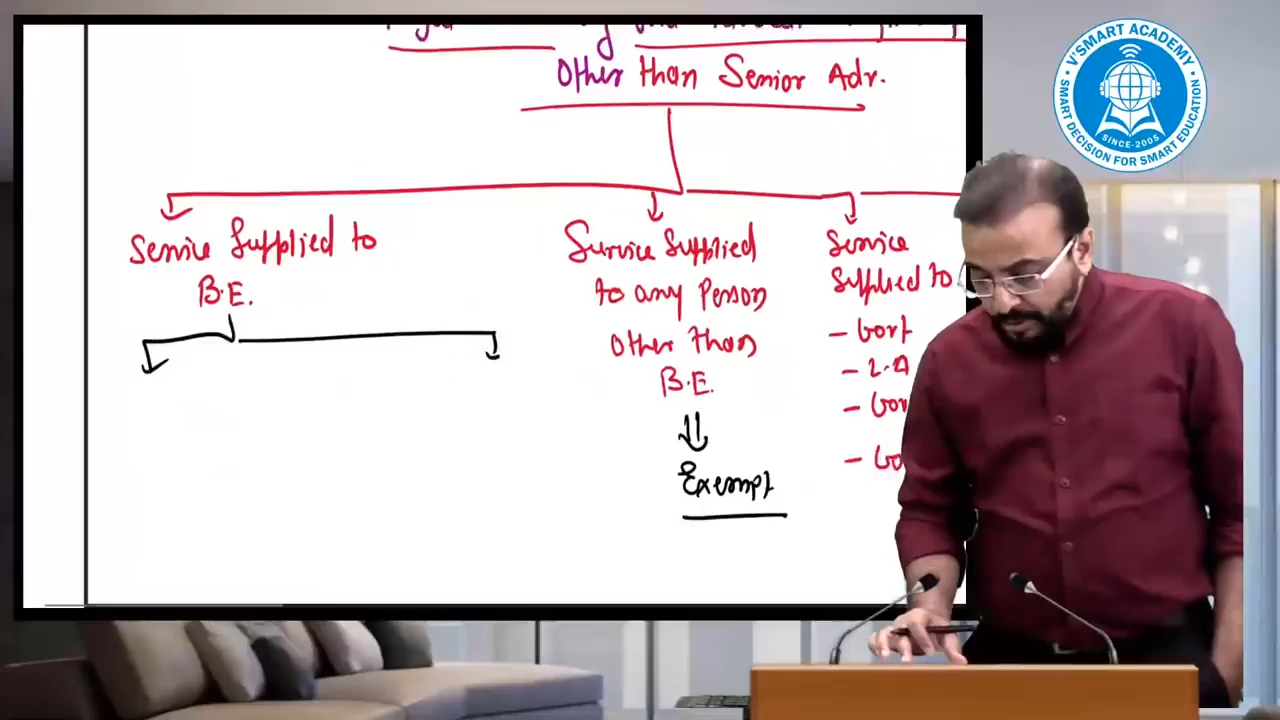 Other than Senior Adv.
Service Supplied to
B.E.
Service Supplied
to any Person
Other than
B.E.
Exempt
Service
Supplied to
- Govt
- L.A
V'SMART ACADEMY
SMART DECISION FOR SMART EDUCATION
SINCE-2005